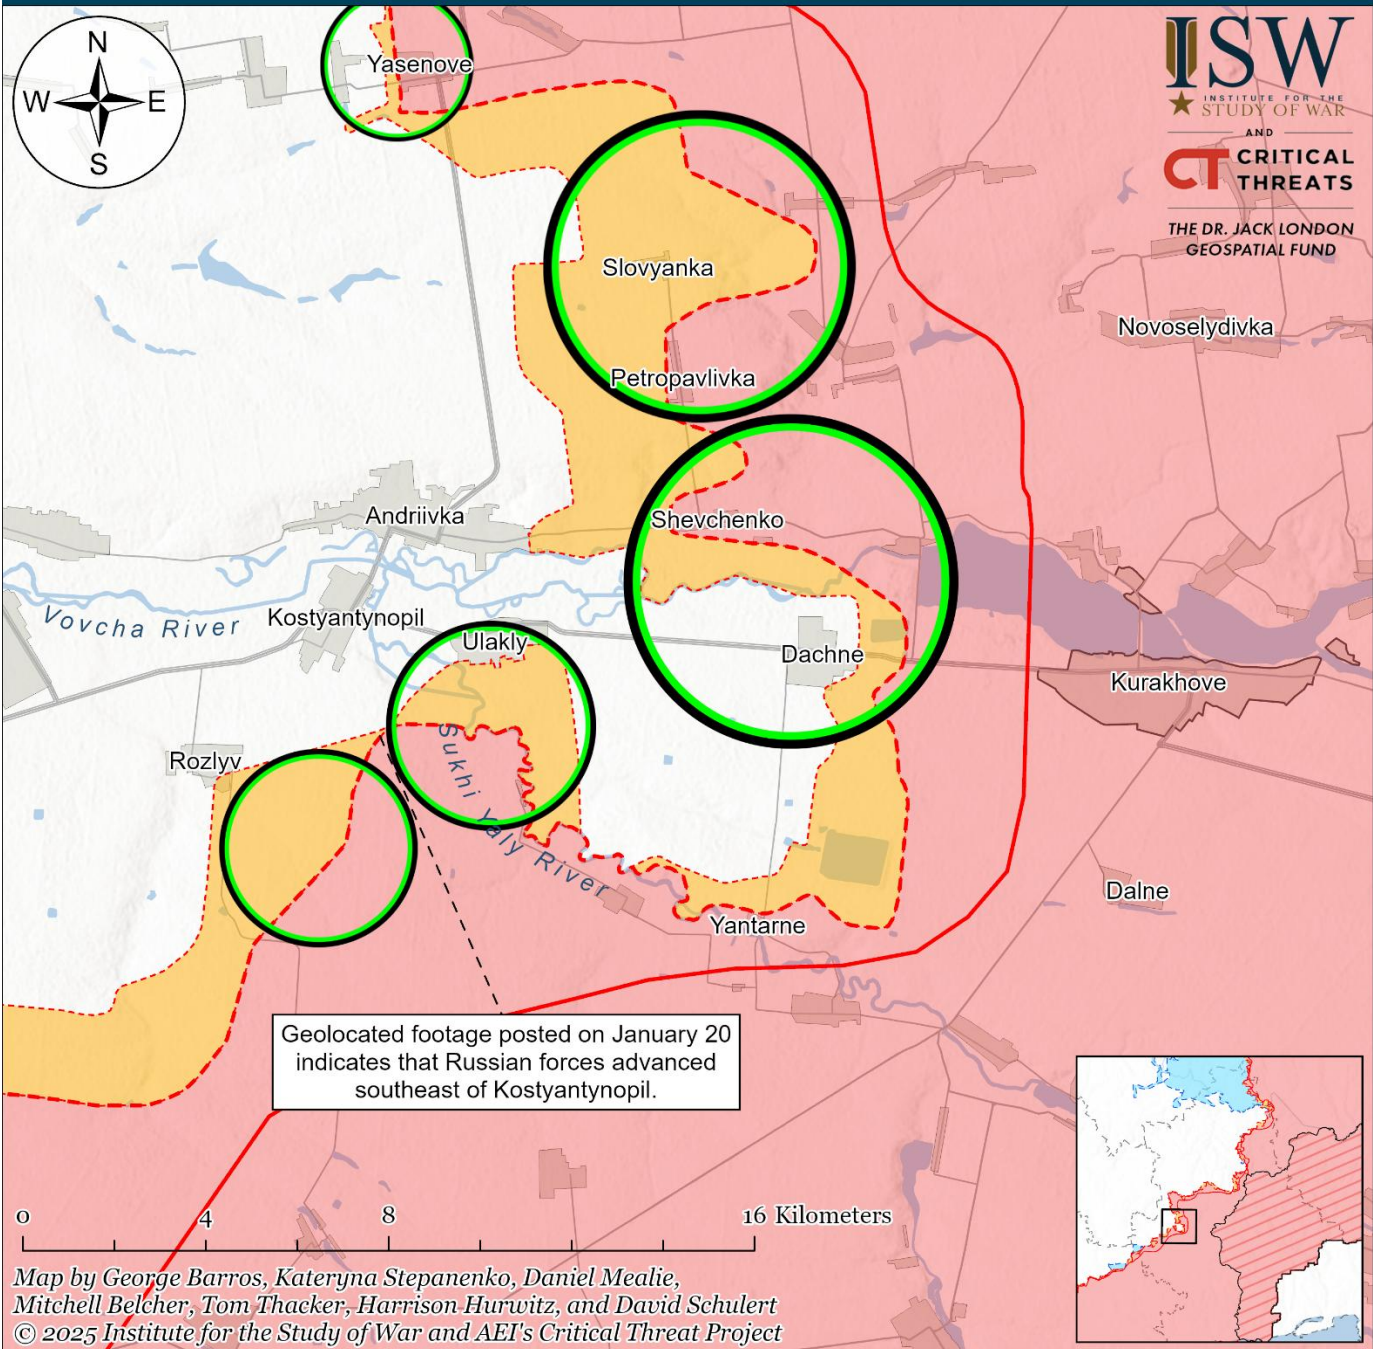 N
W E
S
ISW
INSTITUTE FOR THE
STUDY OF WAR
AND
CT CRITICAL
THREATS
THE DR. JACK LONDON
GEOSPATIAL FUND
Yasenove
Slovyanka
Novoselydivka
Petropavlivka
Andriivka
Shevchenko
Vovcha River
Kostyantynopil
Ulakly
Dachne
Kurakhove
Rozlyv
Sukhi Yaly River
Dalne
Yantarne
Geolocated footage posted on January 20
indicates that Russian forces advanced
southeast of Kostyantynopil.
0 4 8 16 Kilometers
Map by George Barros, Kateryna Stepanenko, Daniel Mealie,
Mitchell Belcher, Tom Thacker, Harrison Hurwitz, and David Schulert
© 2025 Institute for the Study of War and AEI's Critical Threat Project